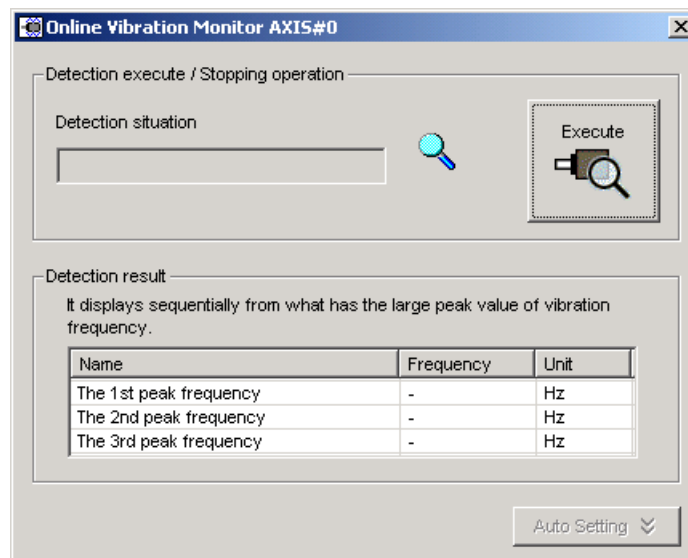 Online Vibration Monitor AXIS#0
Detection execute / Stopping operation
Detection situation
Execute
Detection result
It displays sequentially from what has the large peak value of vibration
frequency.
Name Frequency Unit
The 1st peak frequency - Hz
The 2nd peak frequency - Hz
The 3rd peak frequency - Hz
Auto Setting